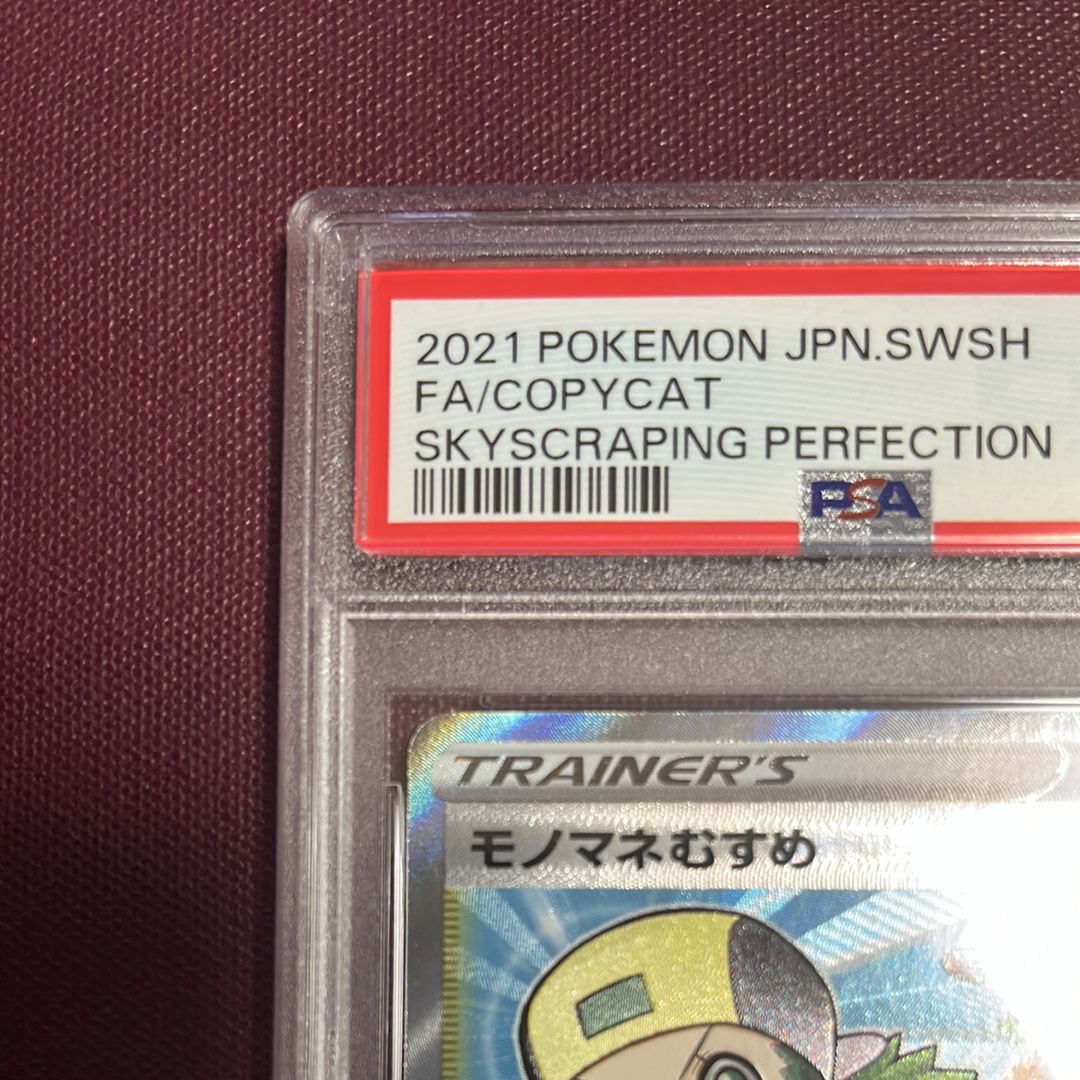 2021 POKEMON JPN.SWSH
FA/COPYCAT
SKYSCRAPING PERFECTION
PSA
TRAINER'S
モノマネむすめ